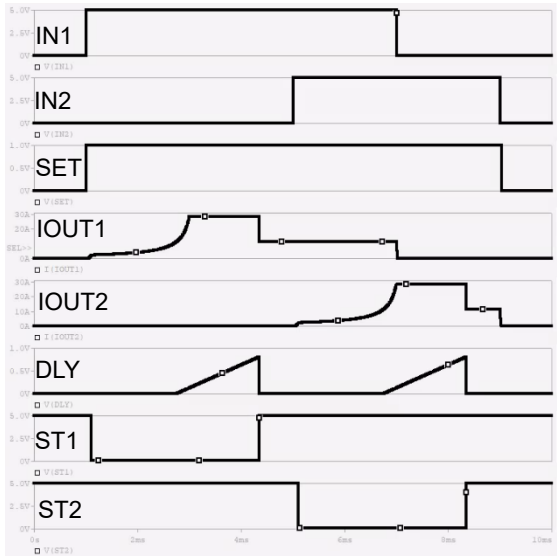 5.0V
IN1
2.5V
0V
V(IN1)
5.0V
IN2
2.5V
0V
V(IN2)
1.0V
SET
0.5V
0V
V(SET)
30A
IOUT1
20A
SEL>>
0A
I(IOUT1)
30A
IOUT2
20A
10A
0A
I(IOUT2)
1.0V
DLY
0.5V
0V
V(DLY)
5.0V
ST1
2.5V
0V
V(ST1)
5.0V
ST2
2.5V
0V
0s 2ms 4ms 6ms 8ms 10ms
V(ST2)